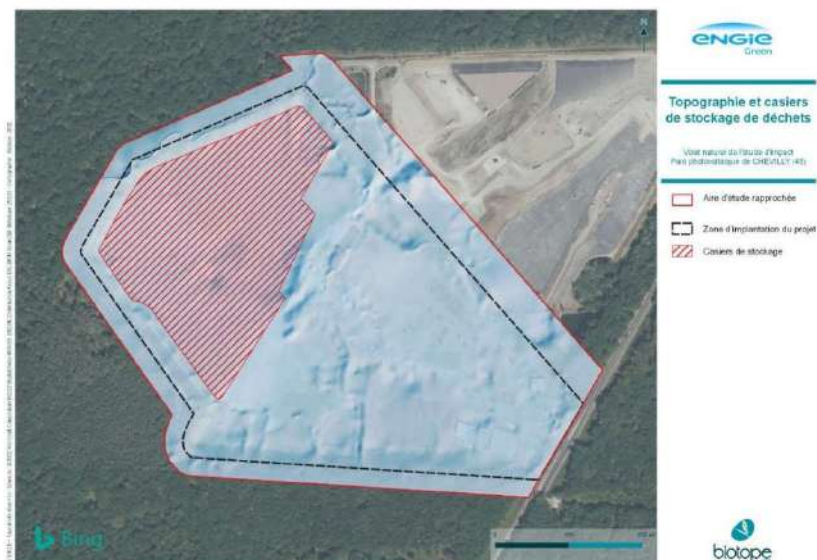 N
ENGIE
Green
Topographie et casiers
de stockage de déchets
Volet naturel de l'étude d'impact
Parc photovoltaïque de CHEVILLY (45)
Aire d'étude rapprochée
Zone d'implantation du projet
Casiers de stockage
Bing
biotope